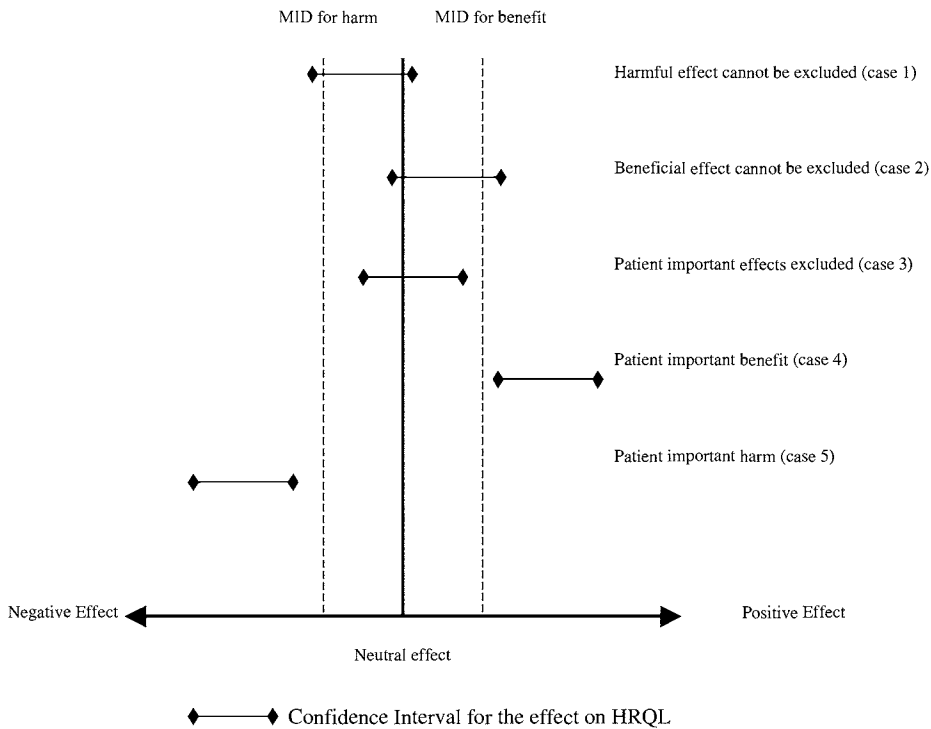 MID for harm
MID for benefit
Harmful effect cannot be excluded (case 1)
Beneficial effect cannot be excluded (case 2)
Patient important effects excluded (case 3)
Patient important benefit (case 4)
Patient important harm (case 5)
Negative Effect
Positive Effect
Neutral effect
Confidence Interval for the effect on HRQL